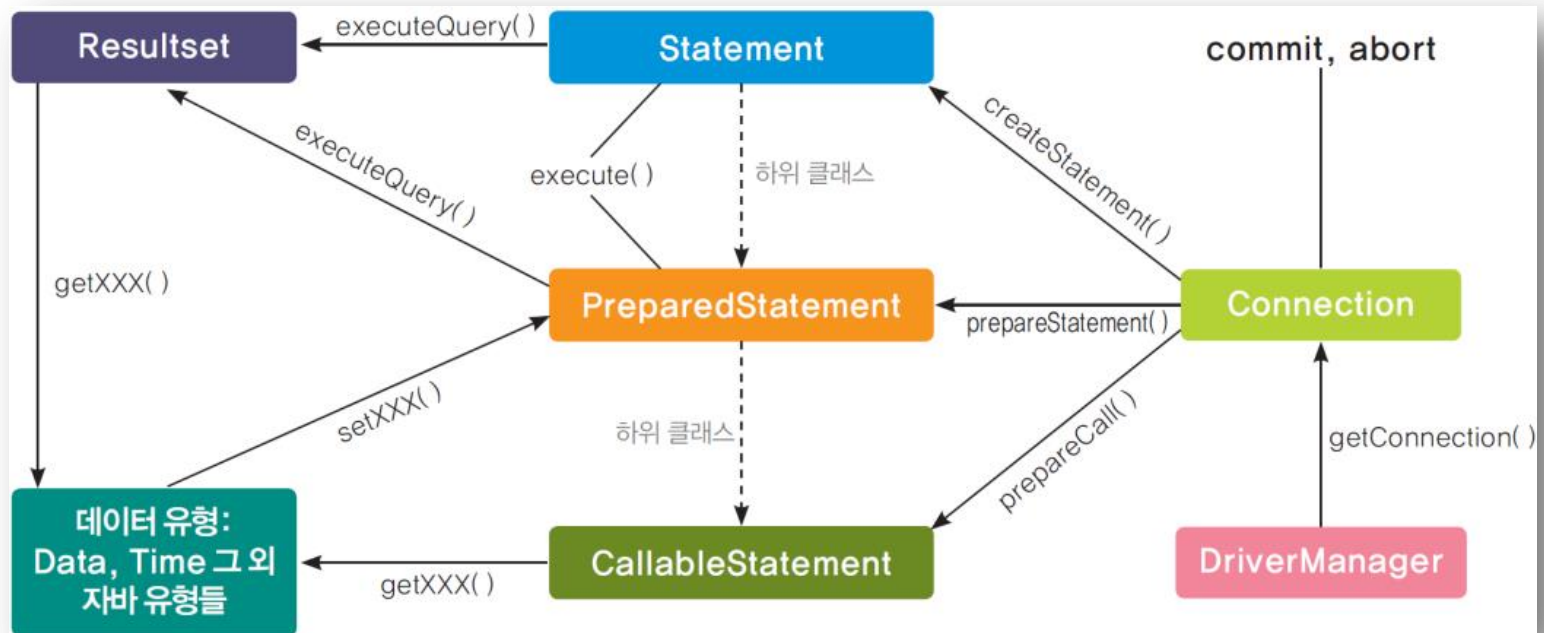 Resultset
executeQuery( )
Statement
commit, abort
createStatement( )
executeQuery( )
execute( )
하위 클래스
getXXX( )
PreparedStatement
prepareStatement( )
Connection
setXXX( )
하위 클래스
prepareCall( )
getConnection( )
데이터 유형:
Data, Time 그 외
자바 유형들
getXXX( )
CallableStatement
DriverManager